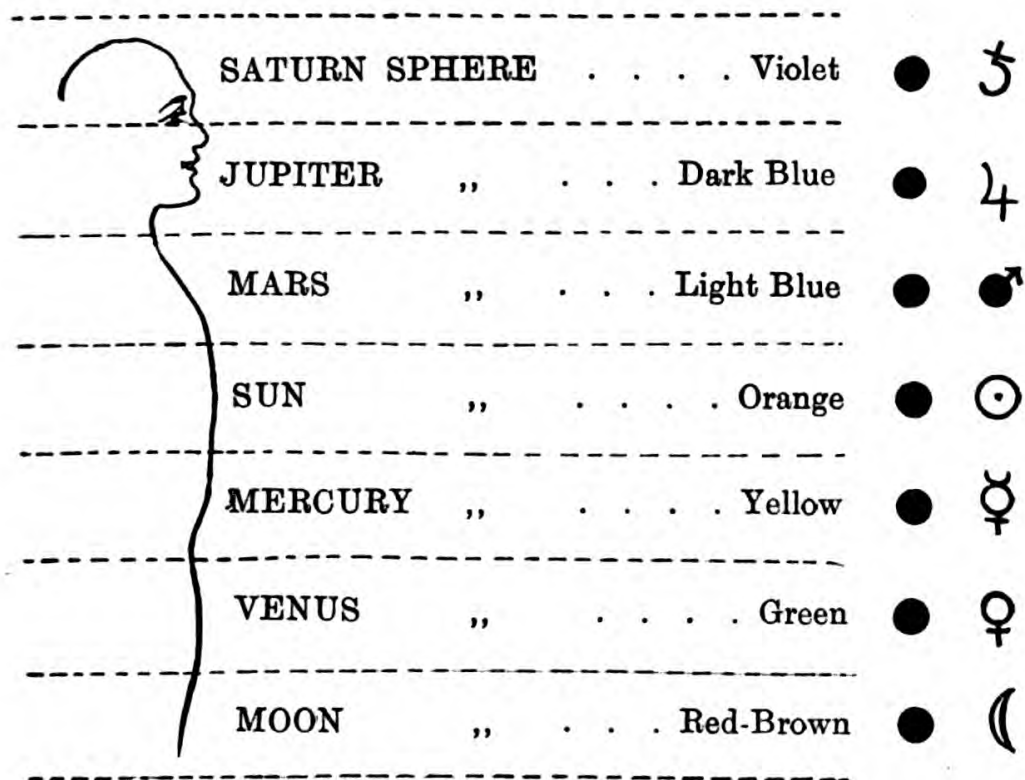 SATURN SPHERE . . . . Violet ● ♄
JUPITER ,, . . . Dark Blue ● ♃
MARS ,, . . . Light Blue ● ♂
SUN ,, . . . . Orange ● ☉
MERCURY ,, . . . . Yellow ● ☿
VENUS ,, . . . . Green ● ♀
MOON ,, . . . Red-Brown ● ☾